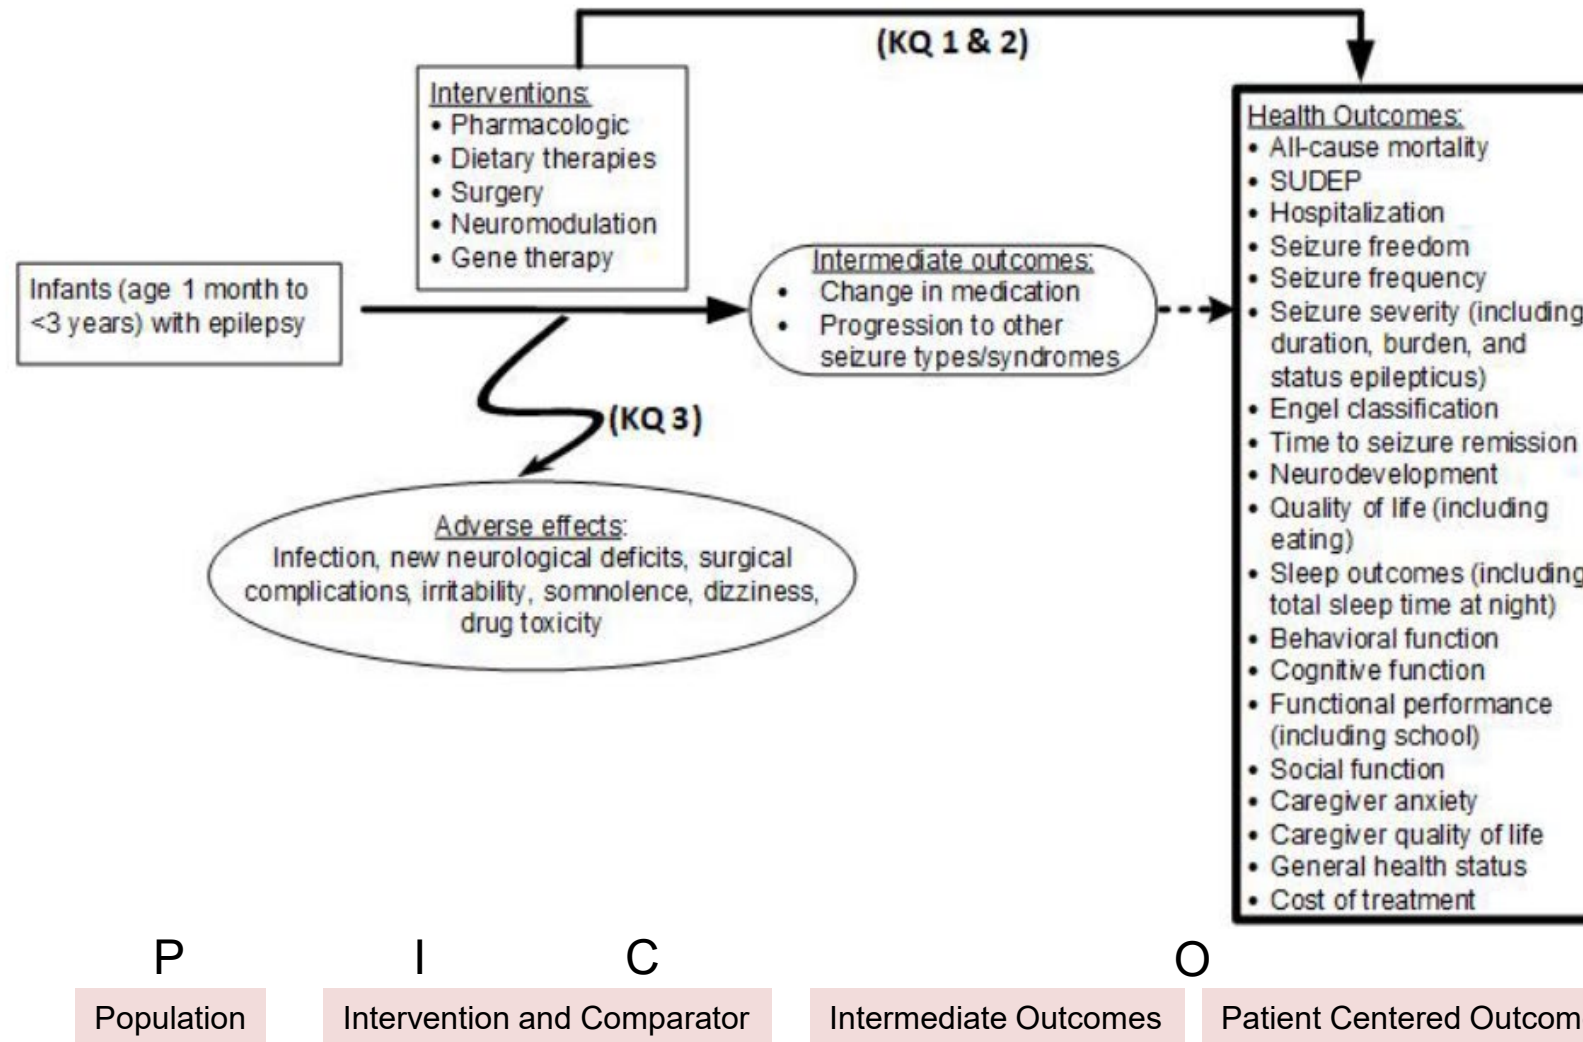 (KQ 1 & 2)
Interventions:
• Pharmacologic
• Dietary therapies
• Surgery
• Neuromodulation
• Gene therapy
Infants (age 1 month to
<3 years) with epilepsy
Intermediate outcomes:
• Change in medication
• Progression to other
seizure types/syndromes
(KQ 3)
Adverse effects:
Infection, new neurological deficits, surgical
complications, irritability, somnolence, dizziness,
drug toxicity
Health Outcomes:
• All-cause mortality
• SUDEP
• Hospitalization
• Seizure freedom
• Seizure frequency
• Seizure severity (including
duration, burden, and
status epilepticus)
• Engel classification
• Time to seizure remission
• Neurodevelopment
• Quality of life (including
eating)
• Sleep outcomes (including
total sleep time at night)
• Behavioral function
• Cognitive function
• Functional performance
(including school)
• Social function
• Caregiver anxiety
• Caregiver quality of life
• General health status
• Cost of treatment
P I C O
Population
Intervention and Comparator
Intermediate Outcomes
Patient Centered Outcom